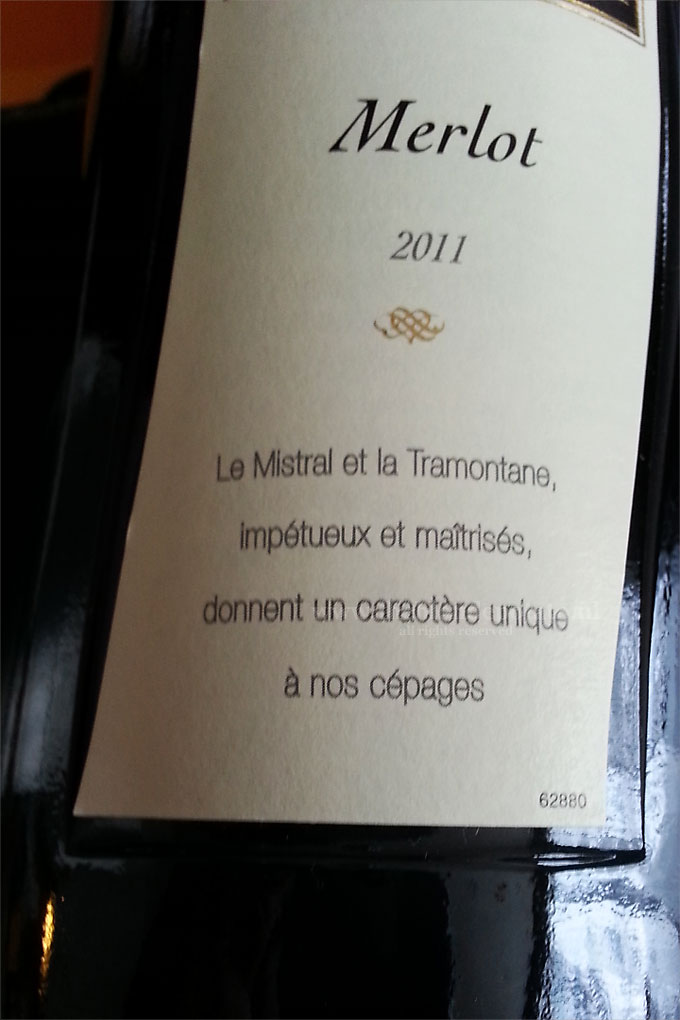 Merlot
2011
Le Mistral et la Tramontane,
impétueux et maîtrisés,
donnent un caractère unique
all rights reserved
à nos cépages
62880